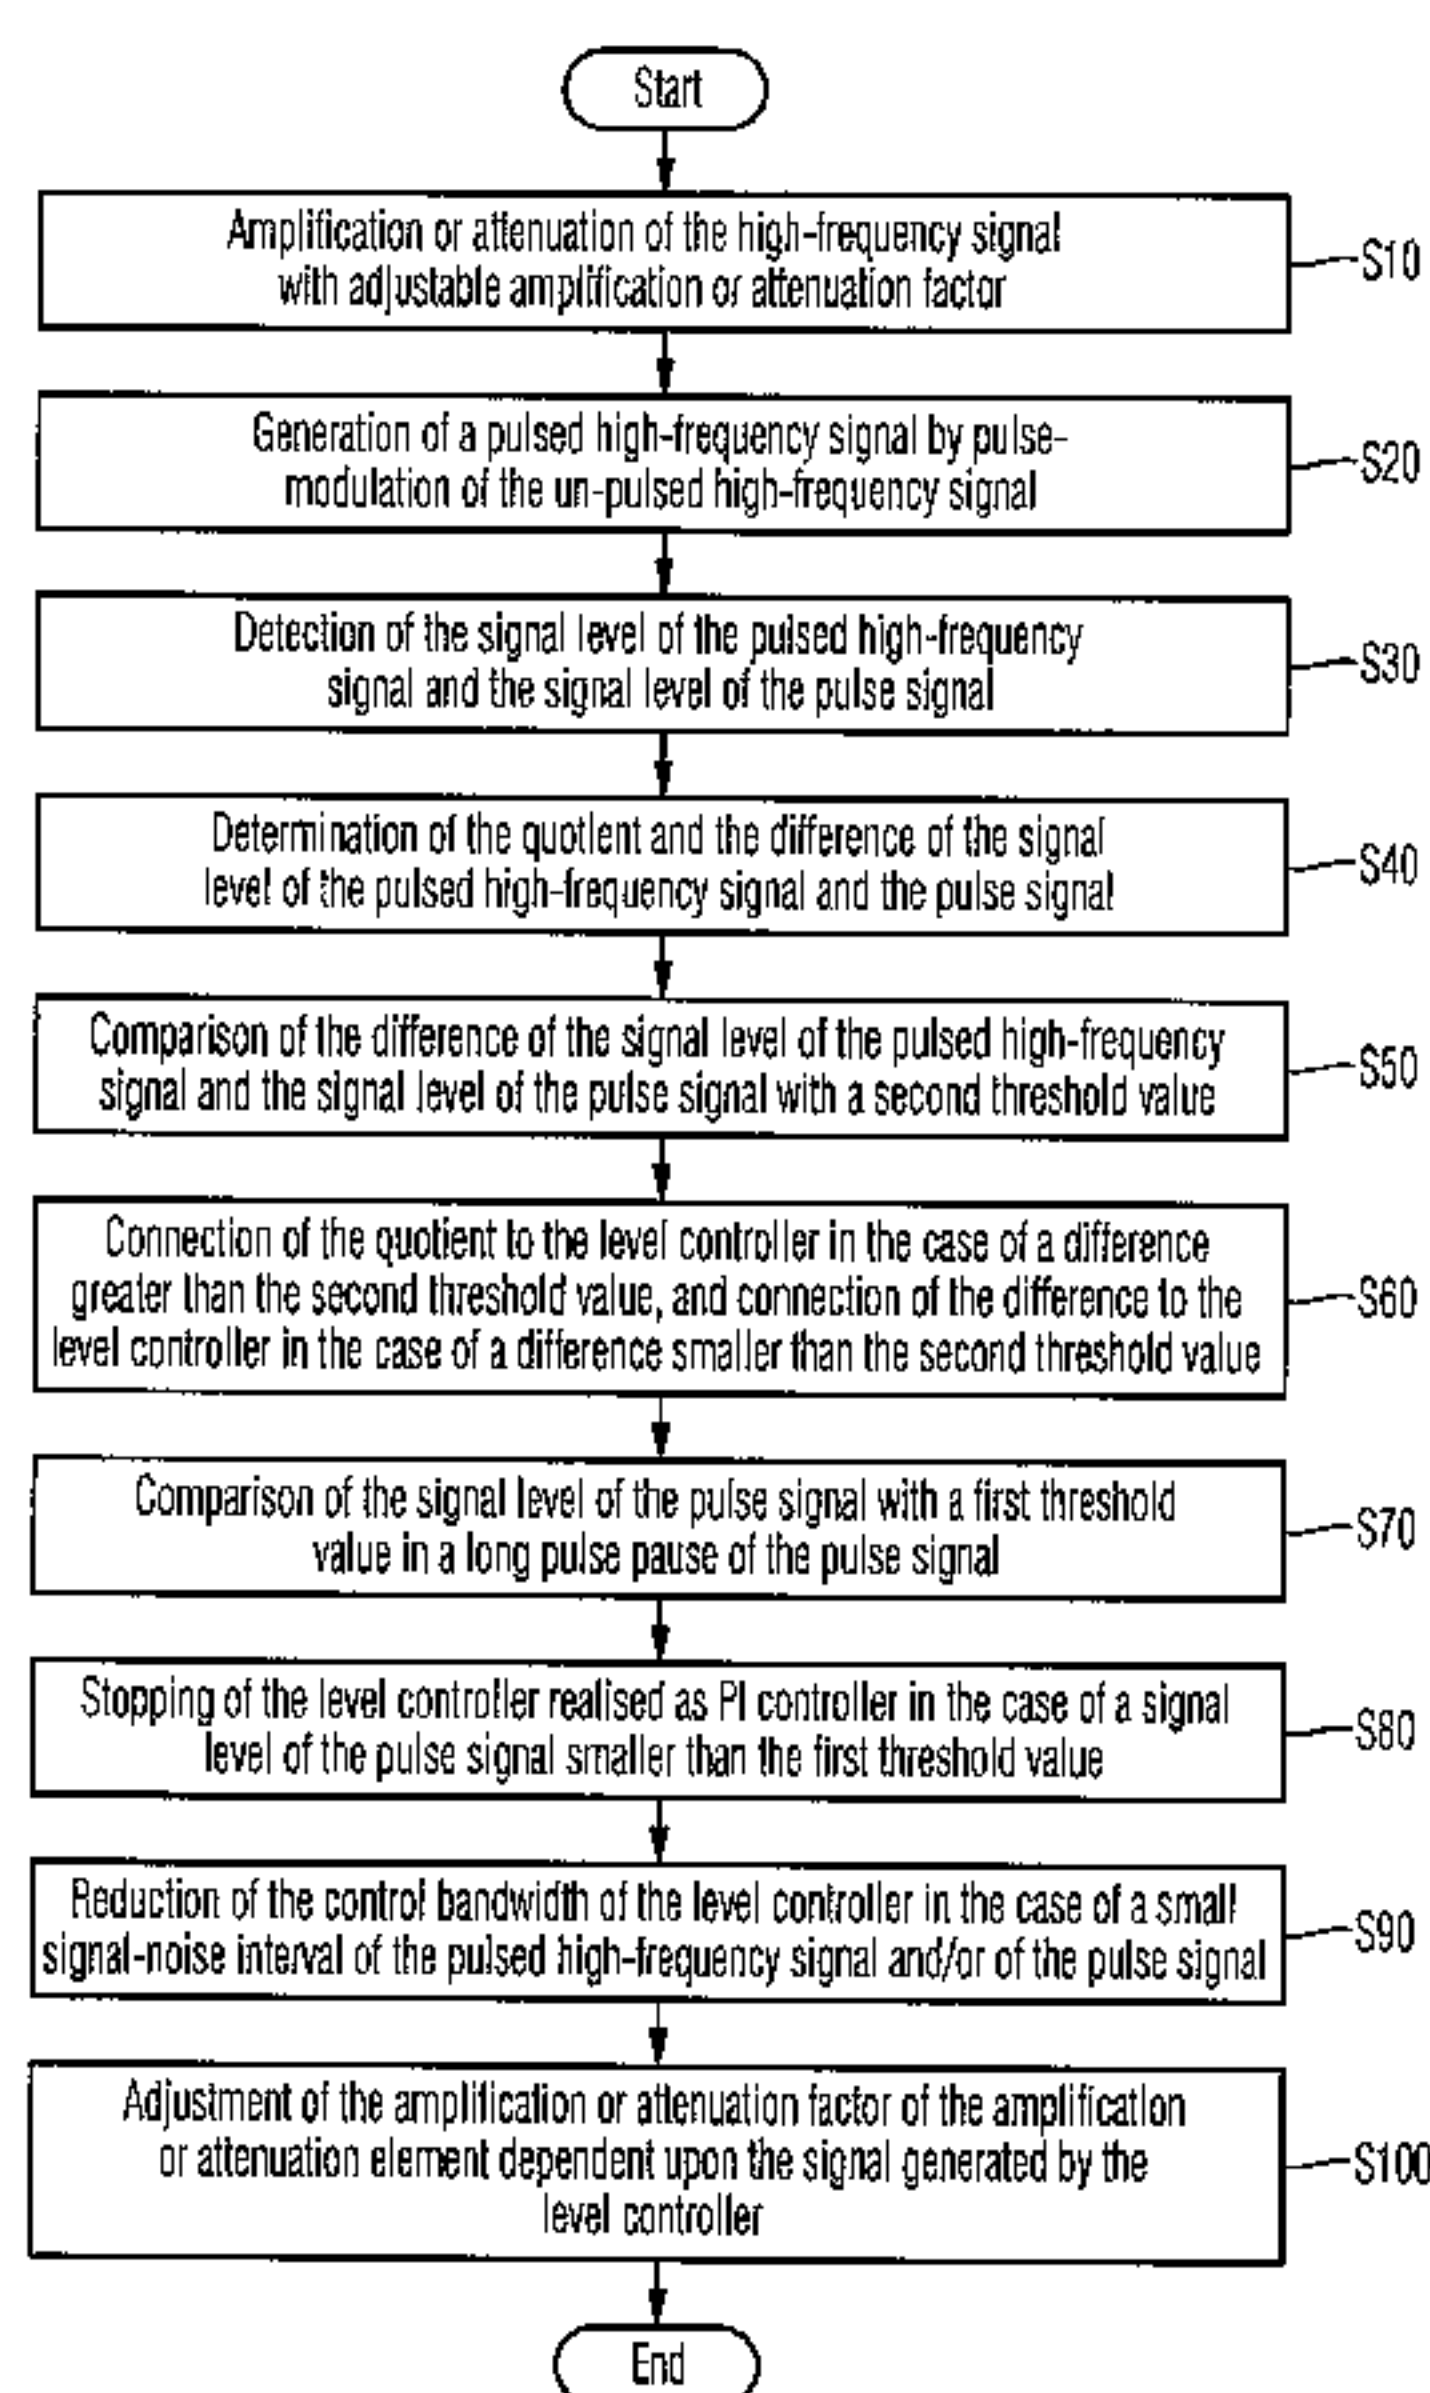 Start
Amplification or attenuation of the high-frequency signal
with adjustable amplification or attenuation factor
S10
Generation of a pulsed high-frequency signal by pulse-
modulation of the un-pulsed high-frequency signal
S20
Detection of the signal level of the pulsed high-frequency
signal and the signal level of the pulse signal
S30
Determination of the quotient and the difference of the signal
level of the pulsed high-frequency signal and the pulse signal
S40
Comparison of the difference of the signal level of the pulsed high-frequency
signal and the signal level of the pulse signal with a second threshold value
S50
Connection of the quotient to the level controller in the case of a difference
greater than the second threshold value, and connection of the difference to the
level controller in the case of a difference smaller than the second threshold value
S60
Comparison of the signal level of the pulse signal with a first threshold
value in a long pulse pause of the pulse signal
S70
Stopping of the level controller realised as PI controller in the case of a signal
level of the pulse signal smaller than the first threshold value
S80
Reduction of the control bandwidth of the level controller in the case of a small
signal-noise interval of the pulsed high-frequency signal and/or of the pulse signal
S90
Adjustment of the amplification or attenuation factor of the amplification
or attenuation element dependent upon the signal generated by the
level controller
S100
End